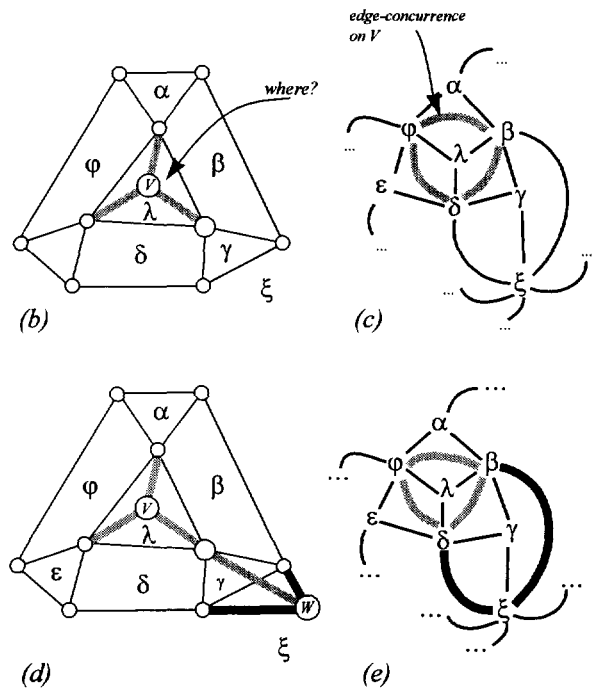 edge-concurrence
on V
α
where?
φ
β
V
λ
δ
γ
ξ
(b)
...
α
φ
β
...
λ
ε
δ
γ
...
...
ξ
...
...
(c)
α
φ
β
V
λ
ε
δ
γ
W
ξ
(d)
...
α
φ
β
...
λ
ε
δ
γ
...
...
ξ
...
...
(e)